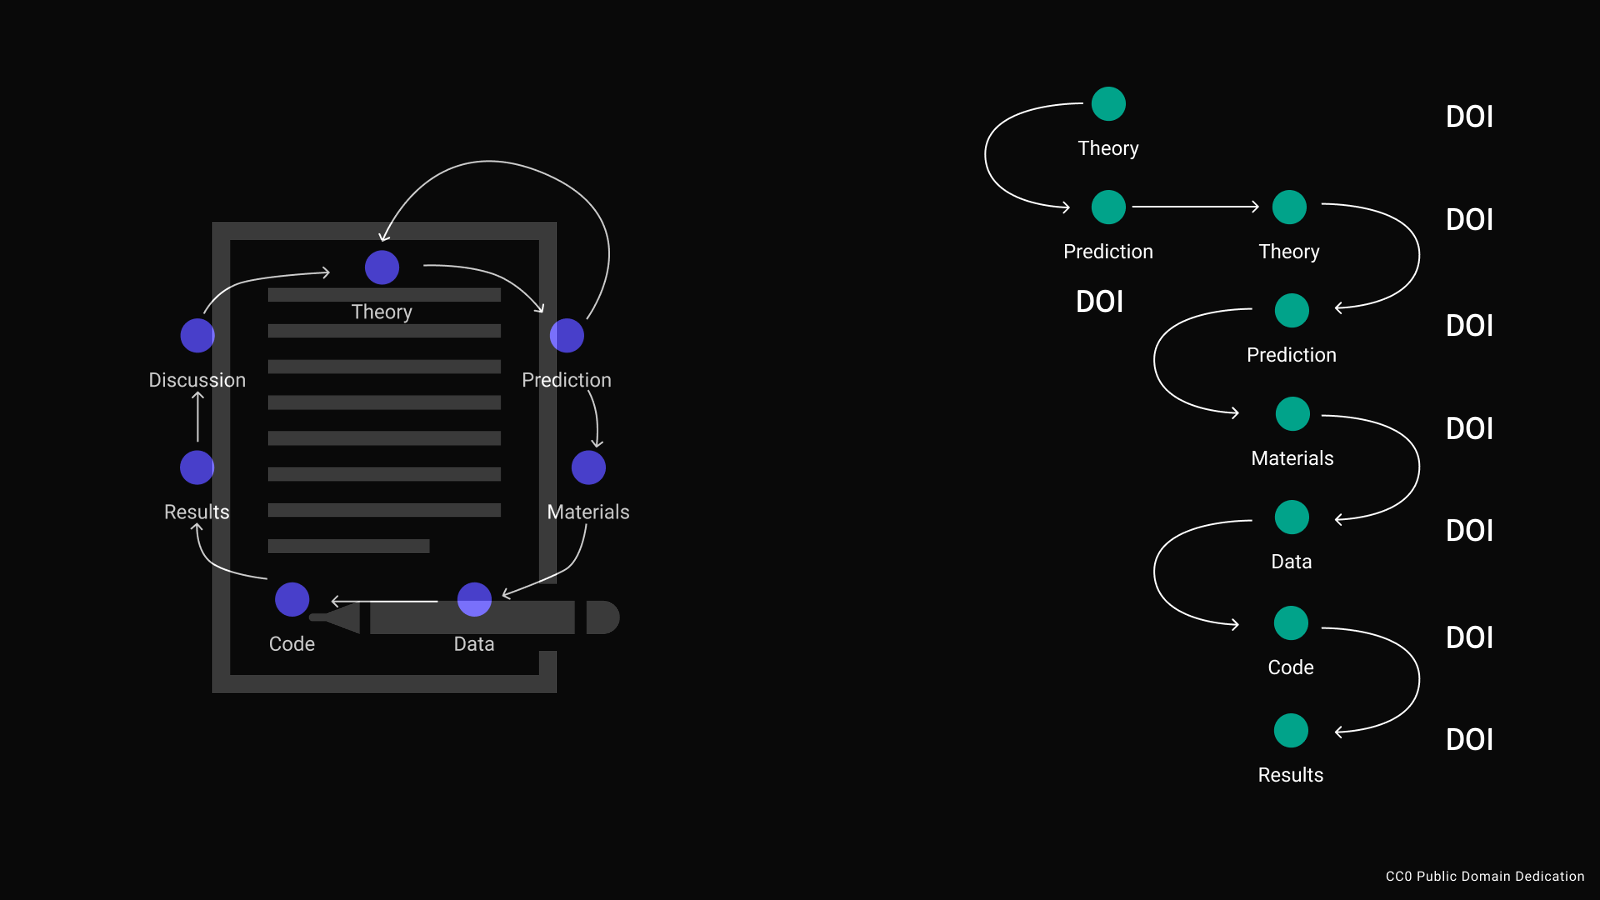 Theory
Discussion
Prediction
Results
Materials
Code
Data
Theory
DOI
Prediction
Theory
DOI
DOI
Prediction
DOI
Materials
DOI
Data
DOI
Code
DOI
Results
DOI
CC0 Public Domain Dedication